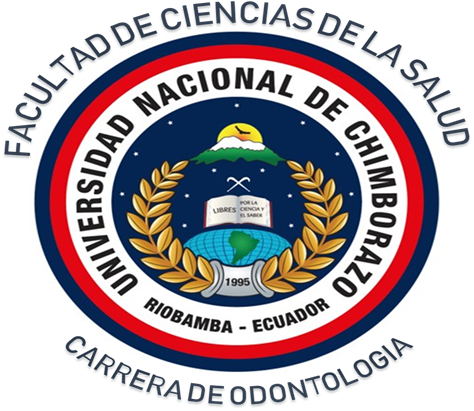 FACULTAD DE CIENCIAS DE LA SALUD
UNIVERSIDAD NACIONAL DE CHIMBORAZO
LIBRES
POR LA
CIENCIA Y
EL SABER
1995
RIOBAMBA - ECUADOR
CARRERA DE ODONTOLOGIA